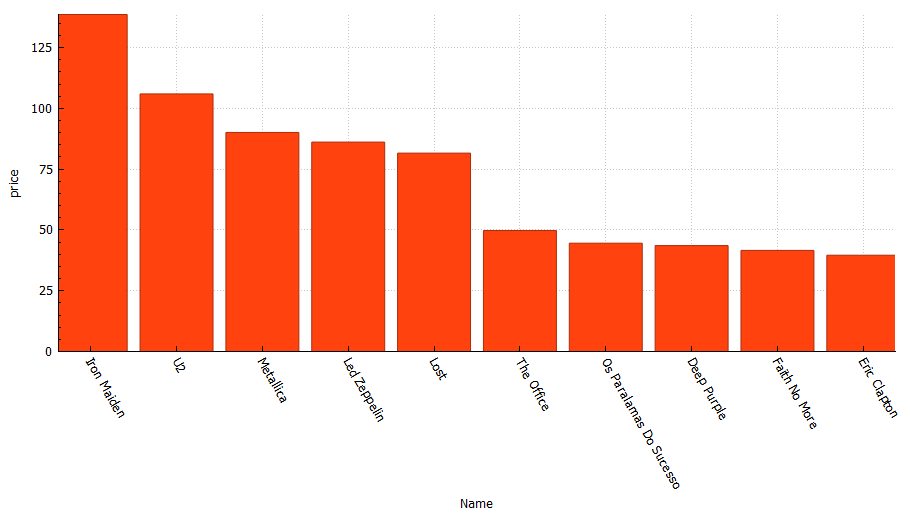 125
100
75
50
25
0
price
Iron Maiden
U2
Metallica
Led Zeppelin
Lost
The Office
Os Paralamas Do Sucesso
Deep Purple
Faith No More
Eric Clapton
Name